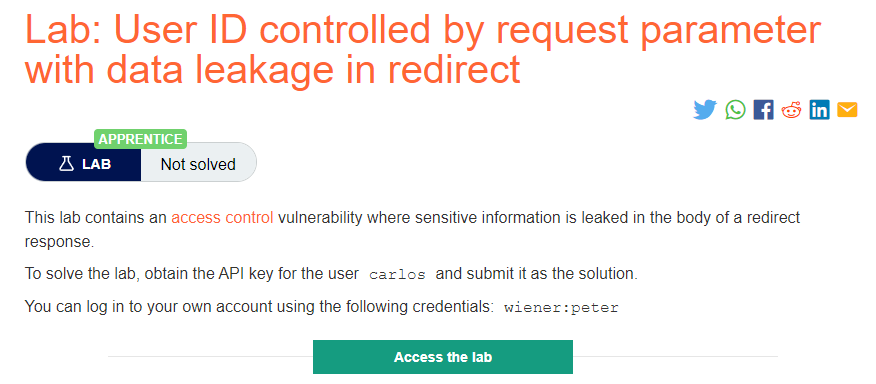 Lab: User ID controlled by request parameter
with data leakage in redirect
APPRENTICE
LAB Not solved
This lab contains an access control vulnerability where sensitive information is leaked in the body of a redirect
response.
To solve the lab, obtain the API key for the user carlos and submit it as the solution.
You can log in to your own account using the following credentials: wiener:peter
Access the lab